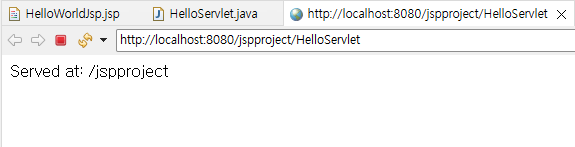 HelloWorldJsp.jsp HelloServlet.java http://localhost:8080/jspproject/HelloServlet
http://localhost:8080/jspproject/HelloServlet
Served at: /jspproject